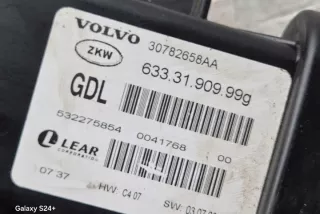 VOLVO 30782658AA
ZKW 633.31.909.99g
GDL
532275854 0041768 00
LEAR
CORPORATION
07 37 HW: C4 07 SW: 03.07.0
Galaxy S24+